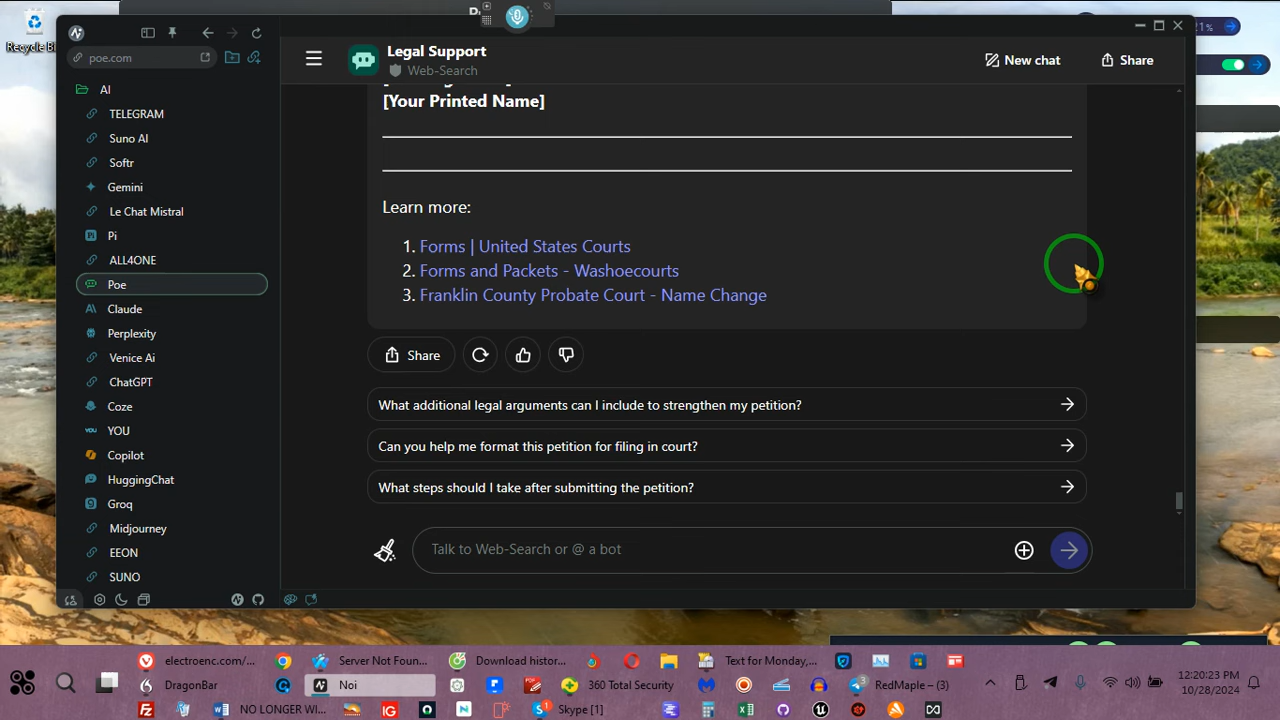 Recycle Bi
poe.com
AI
TELEGRAM
Suno AI
Softr
Gemini
Le Chat Mistral
Pi
ALL4ONE
Poe
Claude
Perplexity
Venice Ai
ChatGPT
Coze
YOU
Copilot
HuggingChat
Groq
Midjourney
EEON
SUNO
Legal Support
Web-Search
New chat
Share
[Your Printed Name]
Learn more:
1. Forms | United States Courts
2. Forms and Packets - Washoecourts
3. Franklin County Probate Court - Name Change
Share
What additional legal arguments can I include to strengthen my petition?
Can you help me format this petition for filing in court?
What steps should I take after submitting the petition?
Talk to Web-Search or @ a bot
21%
electroenc.com/...
Server Not Foun...
Download histor...
Text for Monday,...
DragonBar
Noi
360 Total Security
RedMaple – (3)
NO LONGER WI...
Skype [1]
12:20:23 PM
10/28/2024